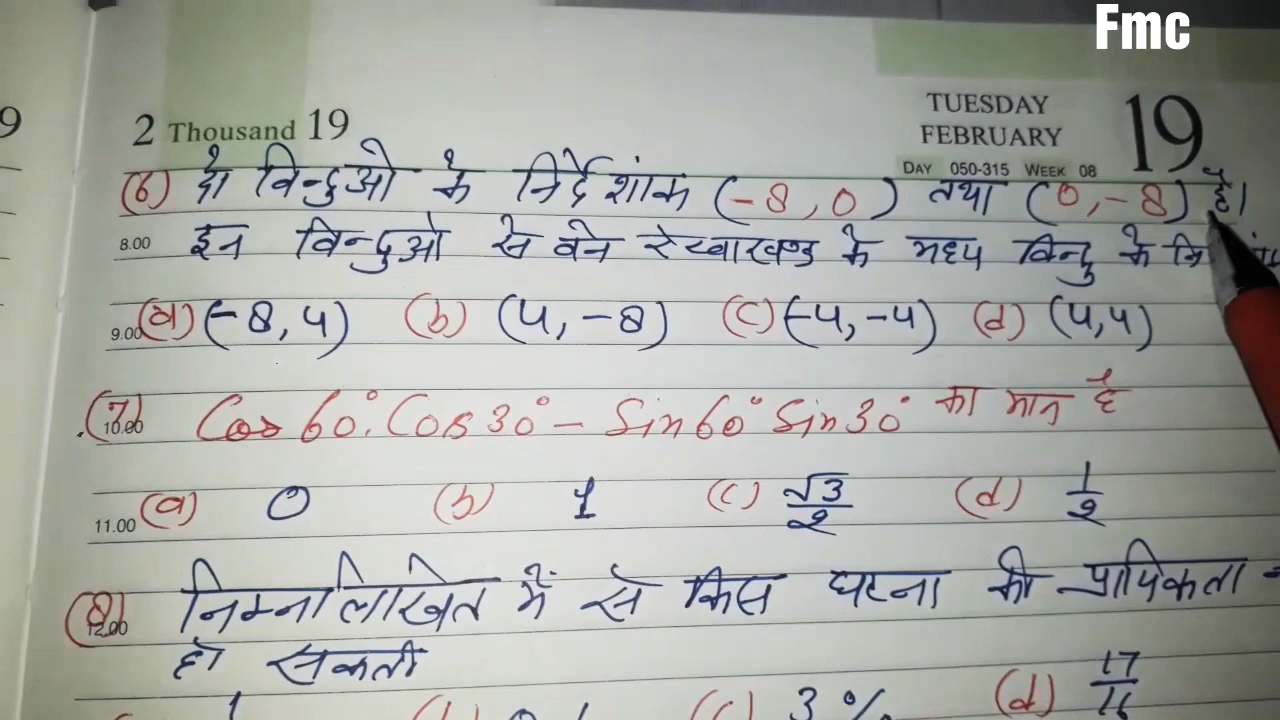 Fmc
9
2 Thousand 19
TUESDAY
FEBRUARY
19
DAY 050-315 WEEK 08
(6) दो विन्दुओ के निर्देशांक (-8, 0) तथा (0, -8) है।
8.00 इन विन्दुओ से बने रेखाखण्ड के मध्य विन्दु के
9.00 (a) (-8, 4) (b) (4, -8) (c) (-4, -4) (d) (4, 4)
(7) Cos 60°. Cos 30° - Sin 60° Sin 30° का मान है
10.00
11.00 (a) 0 (b) 1 (c) √3/2 (d) 1/2
(8) निम्नलिखित में से किस घटना की प्रायिकता
12.00
हो सकती
(c) 3 % (d) 17/16